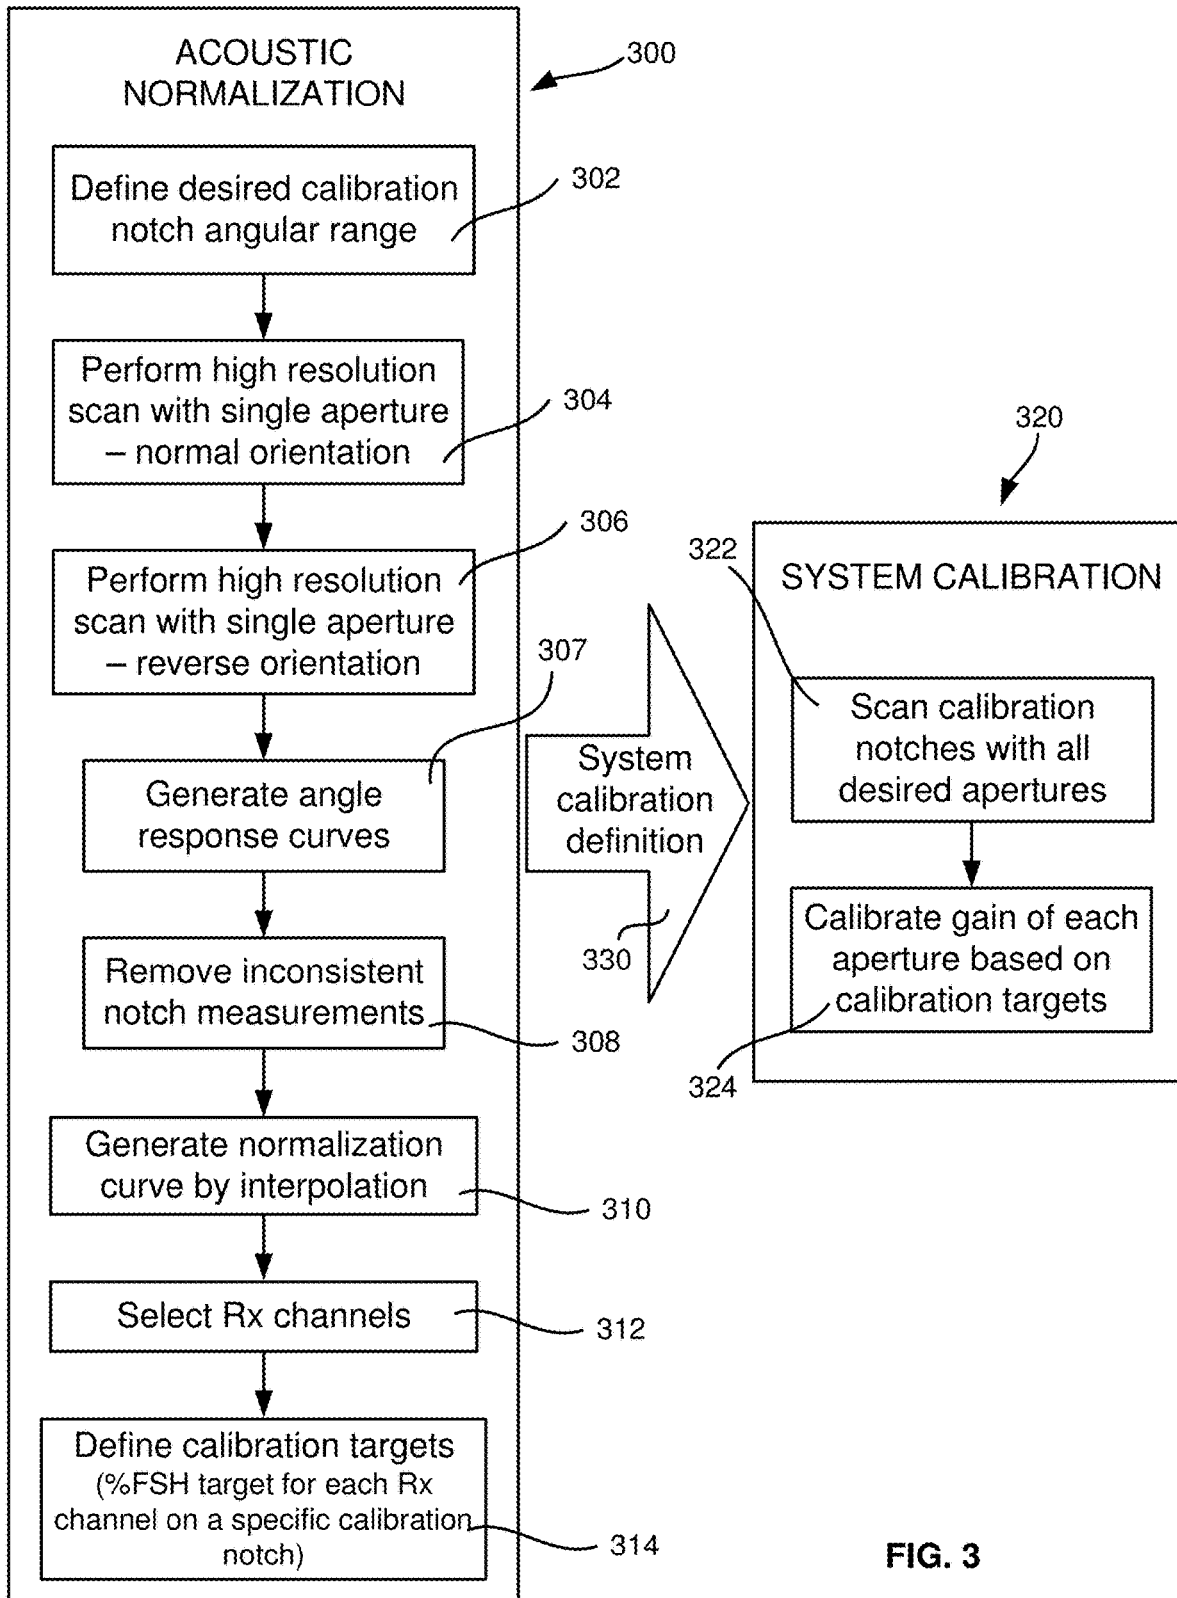 ACOUSTIC
NORMALIZATION
300
Define desired calibration
notch angular range
302
Perform high resolution
scan with single aperture
– normal orientation
304
Perform high resolution
scan with single aperture
– reverse orientation
306
Generate angle
response curves
307
Remove inconsistent
notch measurements
308
Generate normalization
curve by interpolation
310
Select Rx channels
312
Define calibration targets
(%FSH target for each Rx
channel on a specific calibration
notch)
314
System
calibration
definition
330
320
SYSTEM CALIBRATION
322
Scan calibration
notches with all
desired apertures
Calibrate gain of each
aperture based on
calibration targets
324
FIG. 3